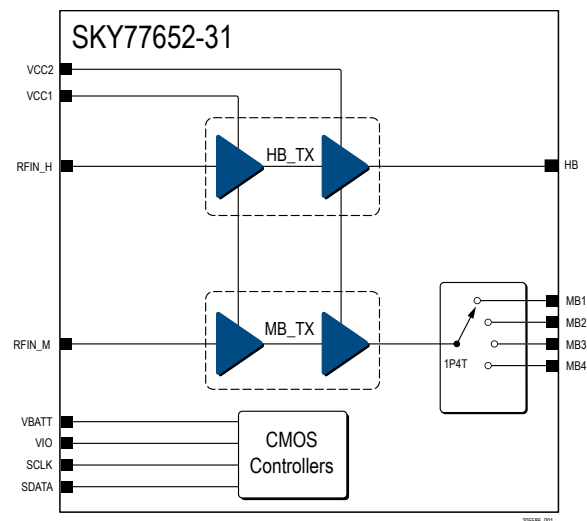 SKY77652-31
VCC2
VCC1
RFIN_H
HB_TX
HB
RFIN_M
MB_TX
1P4T
MB1
MB2
MB3
MB4
VBATT
VIO
SCLK
SDATA
CMOS
Controllers